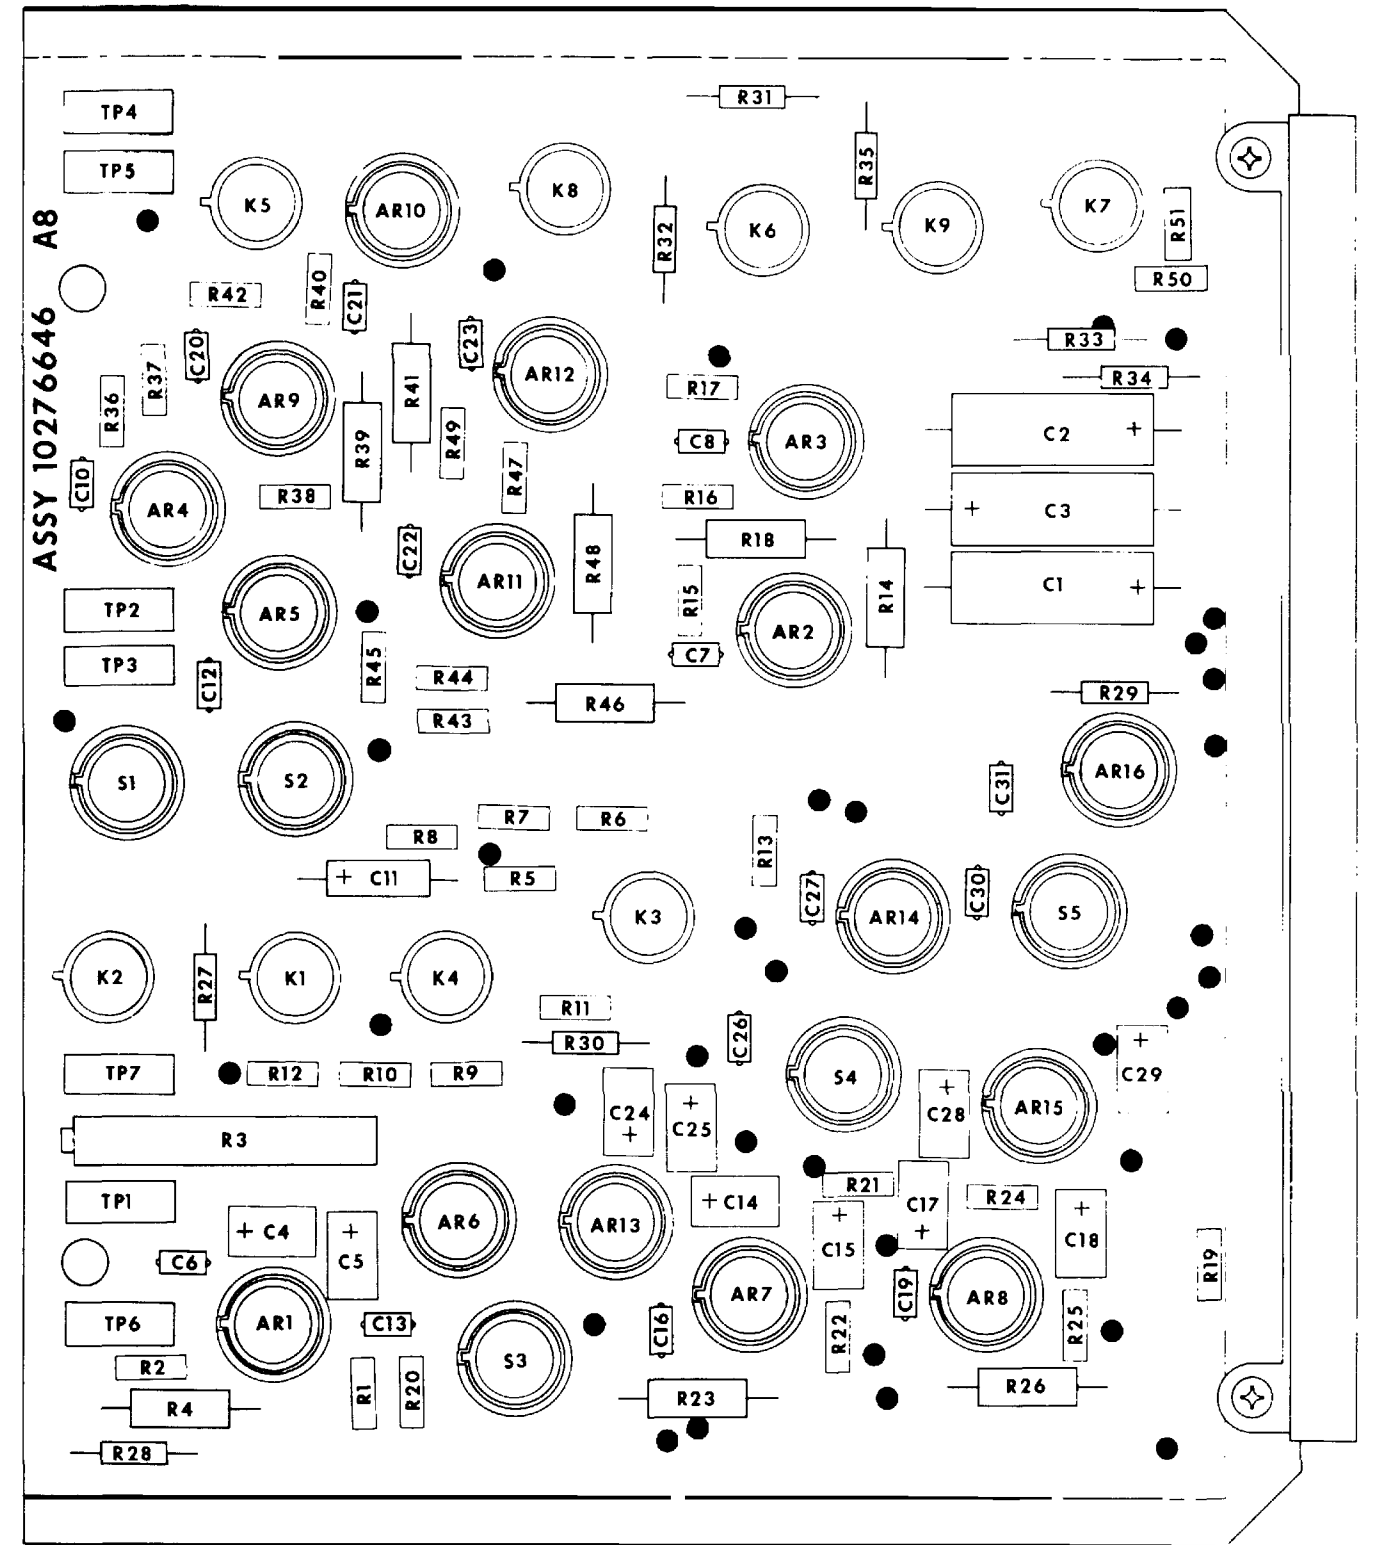 R31
TP4
R35
TP5
K8
K5
AR10
K7
R51
R32
K6
K9
A8
R50
R40
R42
C21
C23
R33
C20
R37
R41
AR12
R34
R36
AR9
R17
R39
R49
AR3
C8
C2 +
ASSY 10276646
C10
R47
R38
R16
AR4
+ C3
R18
C22
R48
AR11
R14
C1 +
TP2
AR5
R15
AR2
TP3
R45
R44
C7
C12
R46
R29
R43
S1
S2
AR16
C31
R7
R6
R8
R13
+ C11
R5
C27
C30
K3
AR14
S5
K2
R27
K1
K4
R11
R30
C26
+
C29
TP7
R12
R10
R9
S4
C24
+
+
C25
+
C28
AR15
R3
R21
R24
TP1
+ C14
C17
+
AR6
AR13
+
C15
+
C18
+ C4
+
C5
C6
R19
AR7
C19
AR8
TP6
AR1
C13
C16
R22
R25
R2
S3
R1
R20
R23
R26
R4
R28